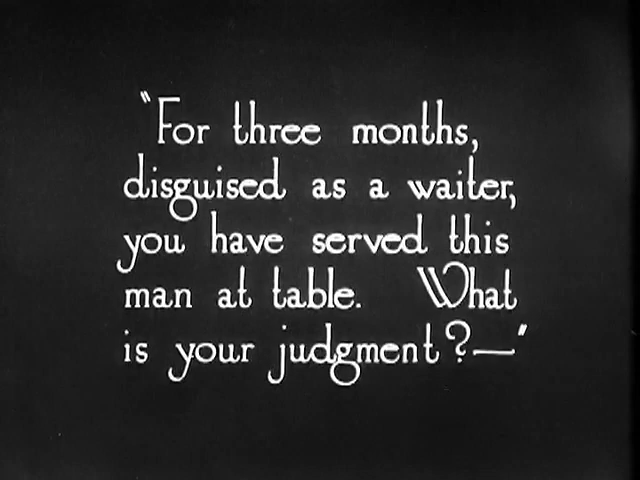 "For three months,
disguised as a waiter,
you have served this
man at table. What
is your judgment?—"